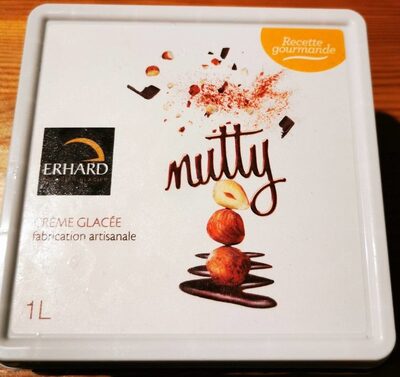 Recette
gourmande
nutty'
ERHARD
CRÈME GLACÉE
fabrication artisanale
1L